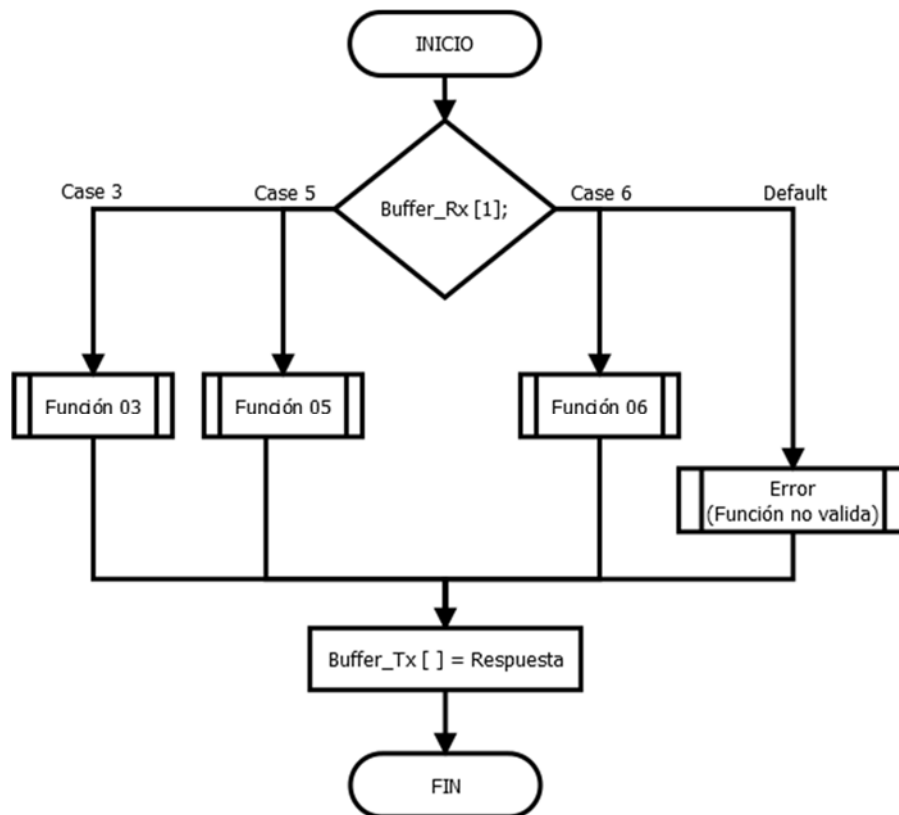 INICIO
Case 3
Case 5
Buffer_Rx [1];
Case 6
Default
Función 03
Función 05
Función 06
Error
(Función no valida)
Buffer_Tx [ ] = Respuesta
FIN